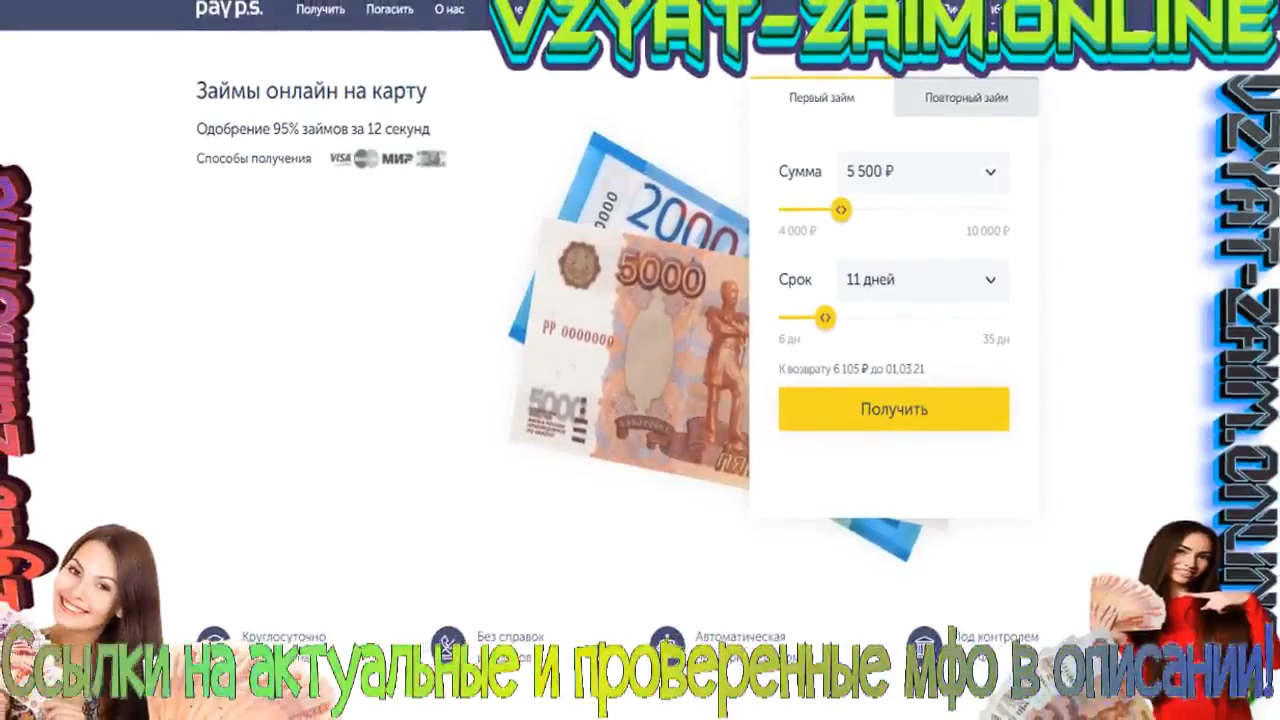 pay p.s.
Получить Погасить О нас
VZYAT-ZAIM.ONLINE
Займы онлайн на карту
Одобрение 95% займов за 12 секунд
Способы получения VISA МИР
Первый займ Повторный займ
Сумма 5 500 ₽
4 000 ₽ 10 000 ₽
Срок 11 дней
6 дн 35 дн
К возврату 6 105 ₽ до 01.03.21
Получить
2000
0000
5000
РР 0000000
5000
VZYAT-ZAIM.ONLIN
Круглосуточно
Без справок
Автоматическая
Под контролем
Ссылки на актуальные и проверенные мфо в описании!